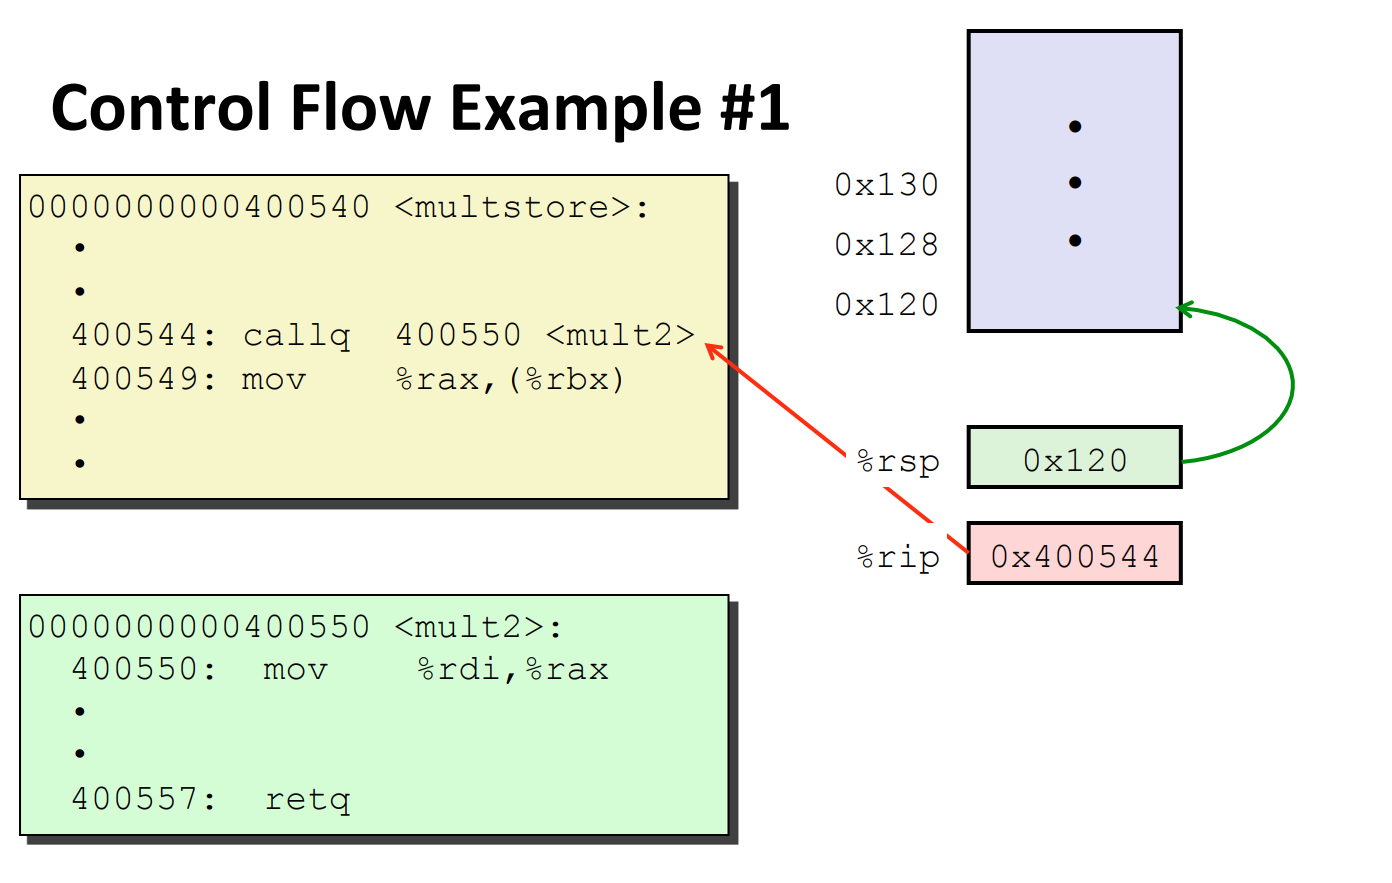 Control Flow Example #1
0000000000400540 <multstore>:
•
•
400544: callq 400550 <mult2>
400549: mov %rax,(%rbx)
•
•
0000000000400550 <mult2>:
400550: mov %rdi,%rax
•
•
400557: retq
•
0x130 •
0x128 •
0x120
%rsp 0x120
%rip 0x400544